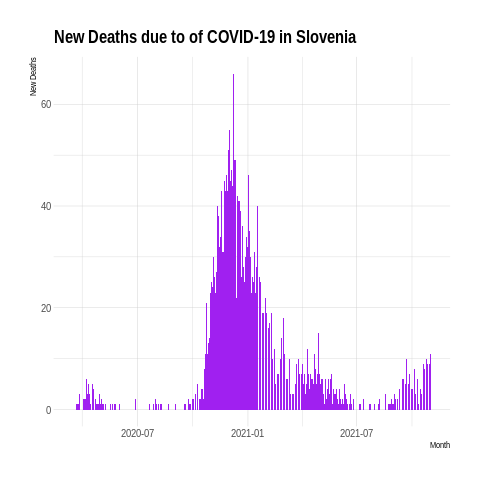 New Deaths due to of COVID-19 in Slovenia
New Deaths
60
40
20
0
2020-07
2021-01
2021-07
Month